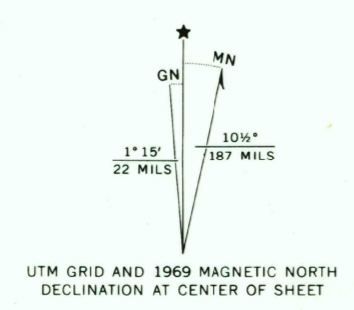 MN
GN
1° 15′
22 MILS
10½°
187 MILS
UTM GRID AND 1969 MAGNETIC NORTH
DECLINATION AT CENTER OF SHEET